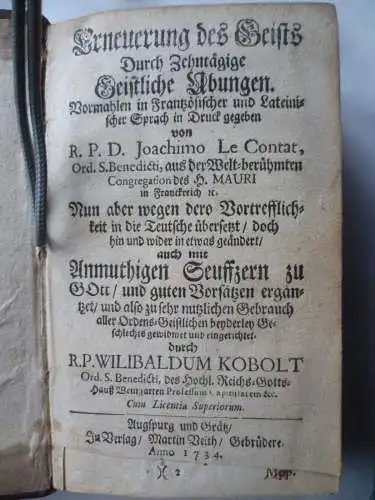 Erneuerung des Geists
Durch Zehntägige
Geistliche Ubungen.
Vormahlen in Frantzösischer und Lateini-
scher Sprach in Druck gegeben
von
R. P. D. Joachimo Le Contat,
Ord. S. Benedicti, aus der Welt-berühmten
Congregation des H. MAURI
in Franckreich ꝛc.
Nun aber wegen dero Vortrefflich-
keit in die Teutsche übersetzt / doch
hin und wider in etwas geändert /
auch mit
Anmuthigen Seuffzern zu
GOtt / und guten Vorsätzen ergän-
tzet / und also zu sehr nutzlichen Gebrauch
aller Ordens-Geistlichen beyderley Ge-
schlechts gewidmet und eingerichtet.
durch
R. P. WILIBALDUM KOBOLT
Ord. S. Benedicti, des Hochl. Reichs-Gotts-
Hauß Weingarten Professum Capitularem &c.
Cum Licentia Superiorum.
Augspurg und Grätz /
In Verlag / Martin Veith / Gebrüdere.
Anno 1734.
)( 2